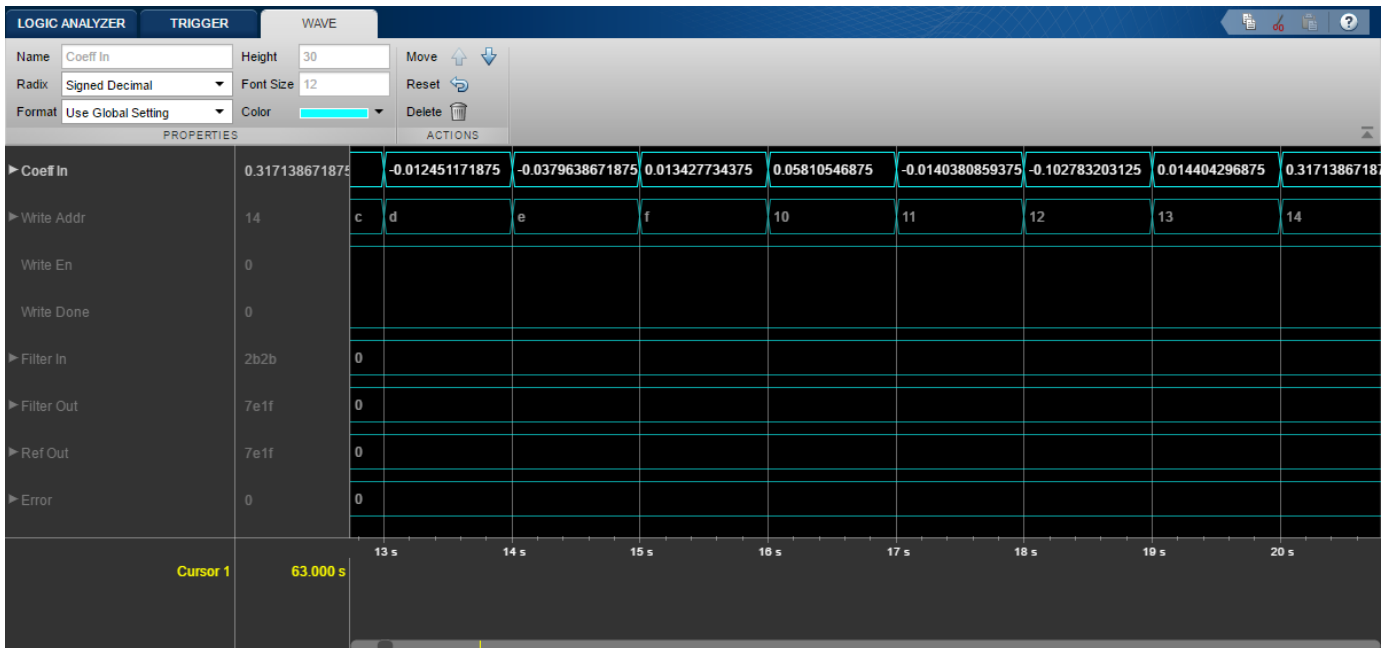 LOGIC ANALYZER TRIGGER WAVE ?
Name Coeff In Height 30 Move
Radix Signed Decimal Font Size 12 Reset
Format Use Global Setting Color Delete
PROPERTIES ACTIONS
Coeff In 0.317138671875 -0.012451171875 -0.0379638671875 0.013427734375 0.05810546875 -0.0140380859375 -0.102783203125 0.014404296875 0.31713867187
Write Addr 14 c d e f 10 11 12 13 14
Write En 0
Write Done 0
Filter In 2b2b 0
Filter Out 7e1f 0
Ref Out 7e1f 0
Error 0 0
13 s 14 s 15 s 16 s 17 s 18 s 19 s 20 s
Cursor 1 63.000 s